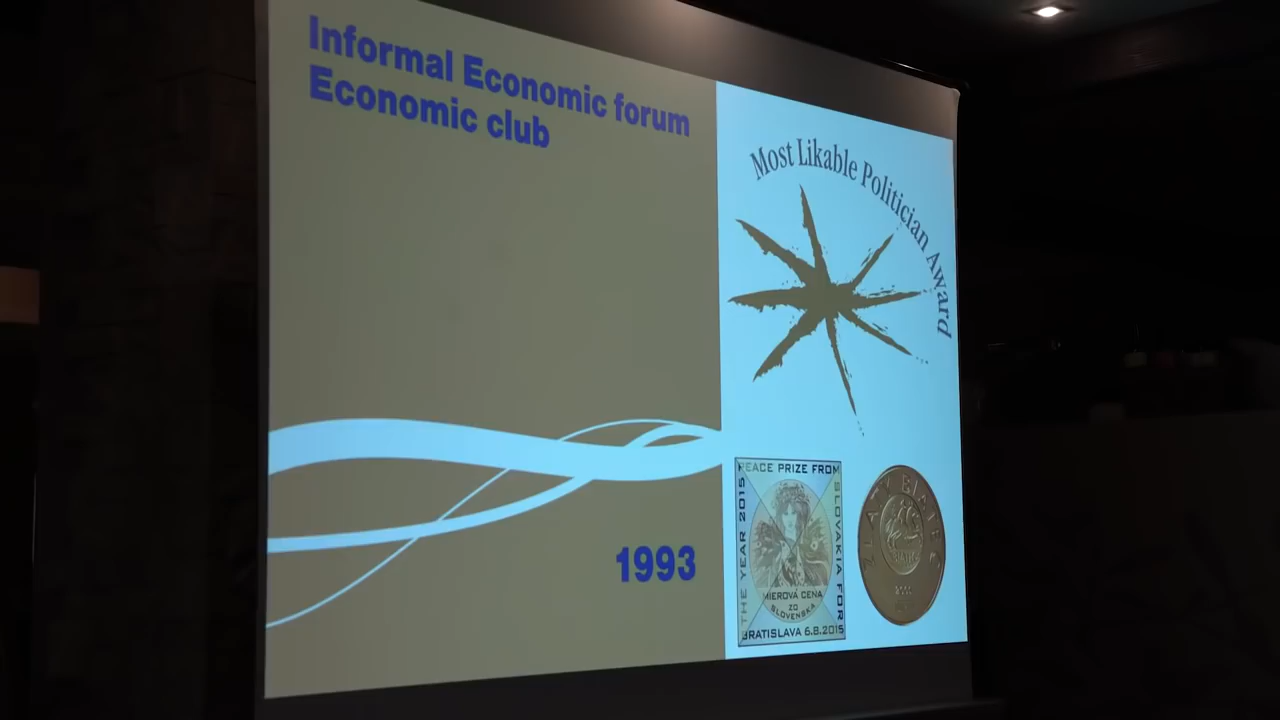 Informal Economic forum
Economic club
1993
Most Likable Politician Award
PEACE PRIZE FROM
SLOVAKIA FOR
THE YEAR 2015
MIEROVÁ CENA
ZO
SLOVENSKA
BRATISLAVA 6.8.2015